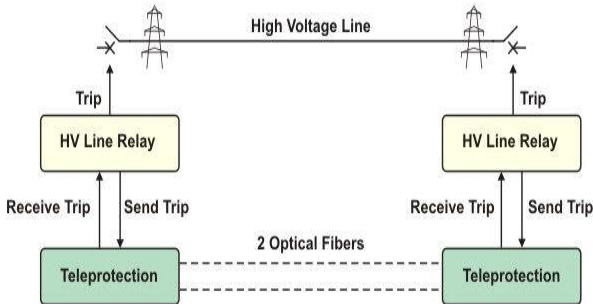 High Voltage Line
Trip
Trip
HV Line Relay
HV Line Relay
Receive Trip
Send Trip
Receive Trip
Send Trip
2 Optical Fibers
Teleprotection
Teleprotection